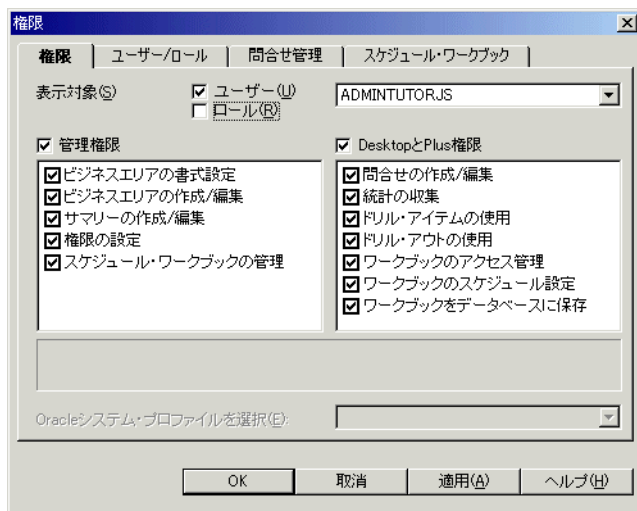 権限
権限 ユーザー/ロール 問合せ管理 スケジュール・ワークブック
表示対象(S) ユーザー(U) ADMINTUTORJS
ロール(R)
管理権限 DesktopとPlus権限
ビジネスエリアの書式設定 問合せの作成/編集
ビジネスエリアの作成/編集 統計の収集
サマリーの作成/編集 ドリル・アイテムの使用
権限の設定 ドリル・アウトの使用
スケジュール・ワークブックの管理 ワークブックのアクセス管理
ワークブックのスケジュール設定
ワークブックをデータベースに保存
Oracleシステム・プロファイルを選択(E):
OK 取消 適用(A) ヘルプ(H)